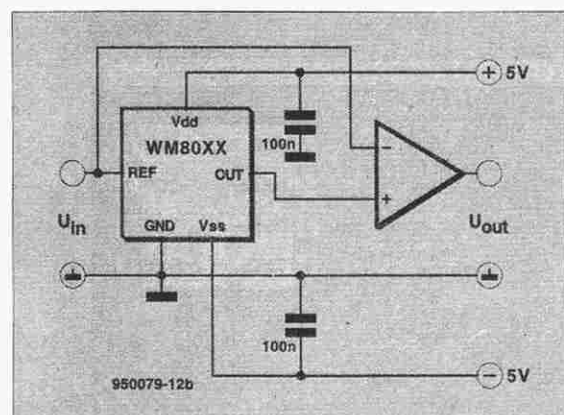 + 5V
Vdd
100n
WM80XX
REF
OUT
-
+
Uin
GND
Vss
Uout
100n
950079-12b
- 5V